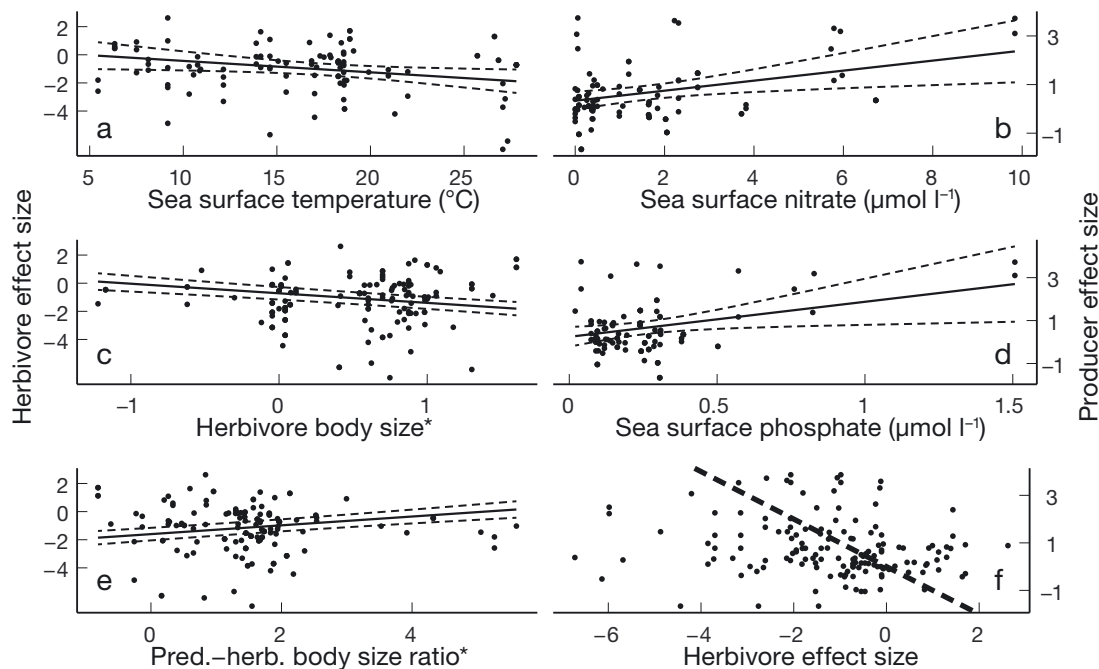 Herbivore effect size
Producer effect size
2
0
−2
−4
a
5 10 15 20 25
Sea surface temperature (°C)
3
1
−1
b
0 2 4 6 8 10
Sea surface nitrate (µmol l⁻¹)
2
0
−2
−4
c
−1 0 1
Herbivore body size*
3
1
−1
d
0 0.5 1 1.5
Sea surface phosphate (µmol l⁻¹)
2
0
−2
−4
e
0 2 4
Pred.−herb. body size ratio*
3
1
−1
f
−6 −4 −2 0 2
Herbivore effect size